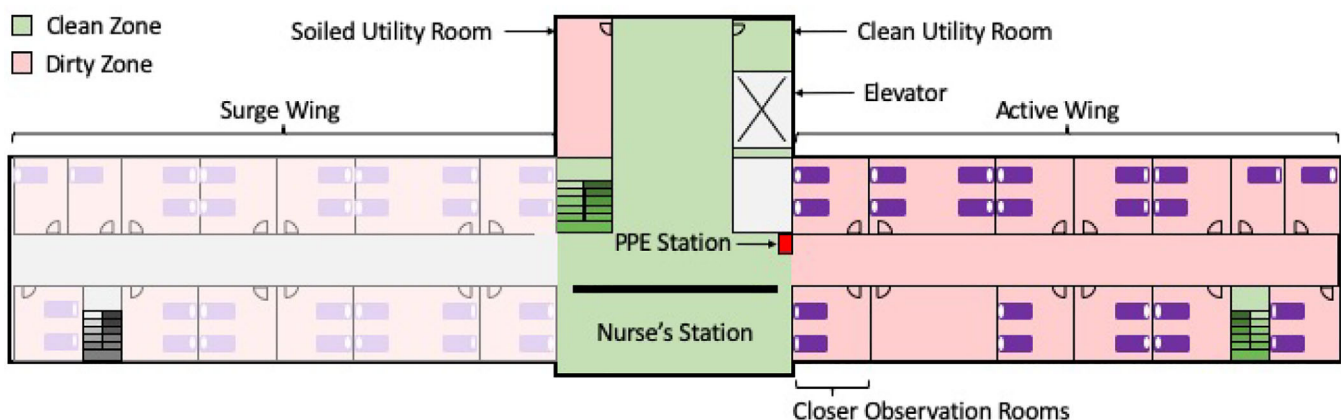 Clean Zone
Dirty Zone
Soiled Utility Room
Clean Utility Room
Elevator
Surge Wing
Active Wing
PPE Station
Nurse's Station
Closer Observation Rooms